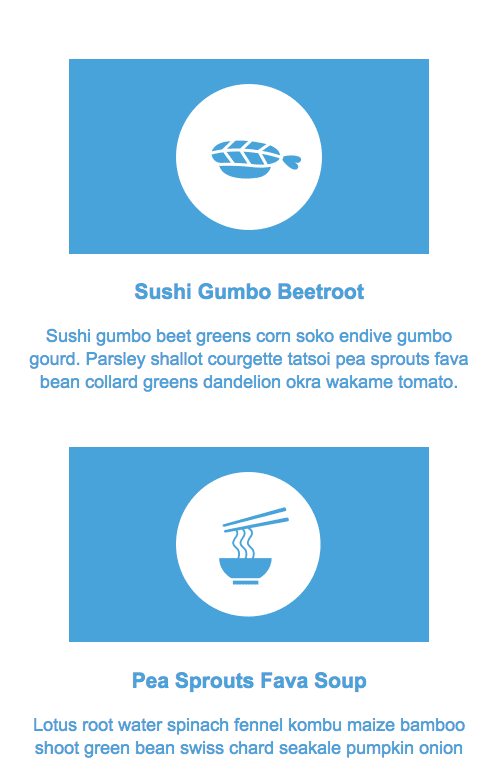 Sushi Gumbo Beetroot
Sushi gumbo beet greens corn soko endive gumbo
gourd. Parsley shallot courgette tatsoi pea sprouts fava
bean collard greens dandelion okra wakame tomato.
Pea Sprouts Fava Soup
Lotus root water spinach fennel kombu maize bamboo
shoot green bean swiss chard seakale pumpkin onion